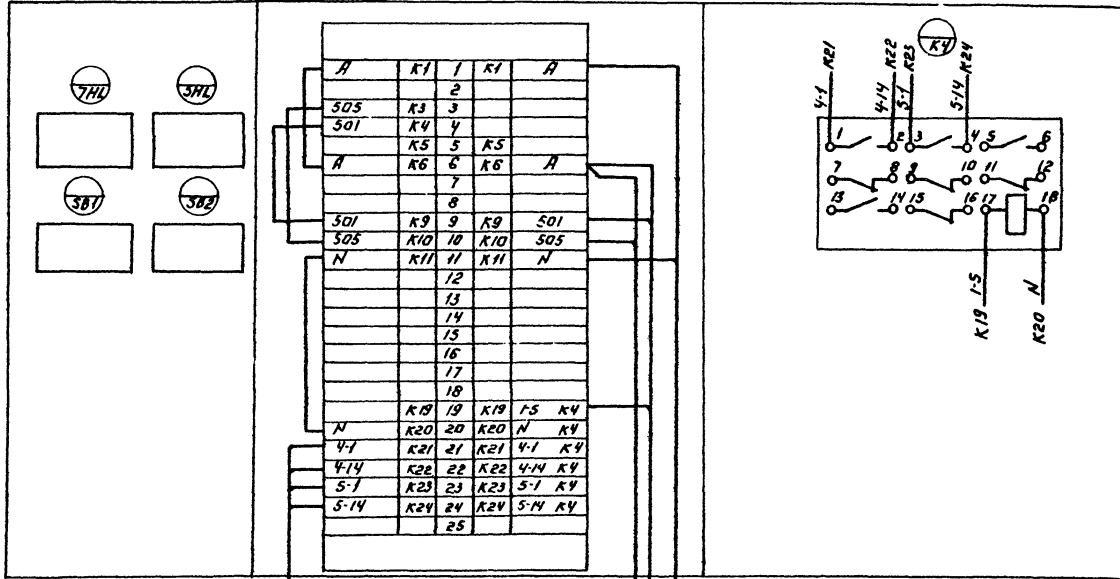 7HL 5HL
5B1 5B2
A K1 1 K1 A
2
505 K3 3
501 K4 4
K5 5 K5
A K6 6 K6 A
7
8
501 K9 9 K9 501
505 K10 10 K10 505
N K11 11 K11 N
12
13
14
15
16
17
18
K19 19 K19 1-5 K4
N K20 20 K20 N K4
4-1 K21 21 K21 4-1 K4
4-14 K22 22 K22 4-14 K4
5-1 K23 23 K23 5-1 K4
5-14 K24 24 K24 5-14 K4
25
K4
4-1 K21
4-14 K22
5-1 K23
5-14 K24
1 2 3 4 5 6
7 8 9 10 11 12
13 14 15 16 17 18
K19 1-5
K20 N